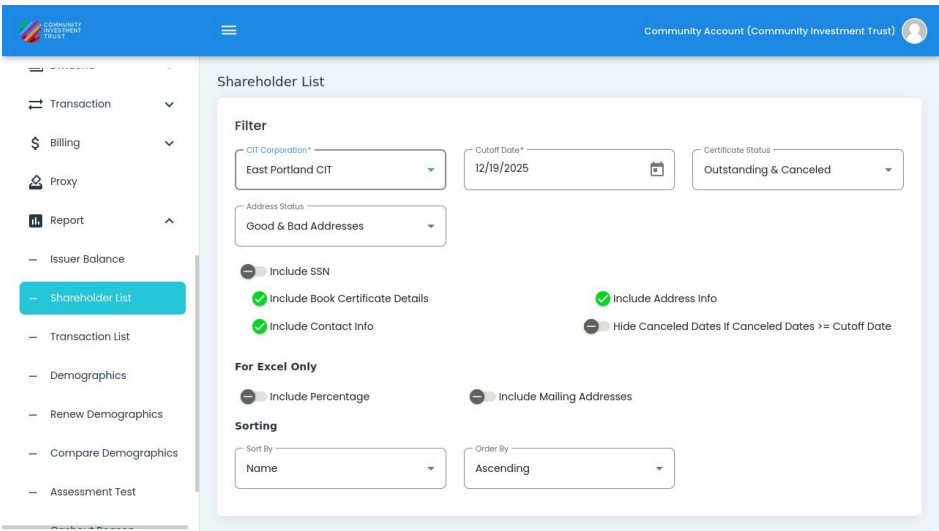 COMMUNITY
INVESTMENT
TRUST
Community Account (Community Investment Trust)
Transaction
Billing
Proxy
Report
Issuer Balance
Shareholder List
Transaction List
Demographics
Renew Demographics
Compare Demographics
Assessment Test
Shareholder List
Filter
CIT Corporation*
East Portland CIT
Cutoff Date*
12/19/2025
Certificate Status
Outstanding & Canceled
Address Status
Good & Bad Addresses
Include SSN
Include Book Certificate Details
Include Address Info
Include Contact Info
Hide Canceled Dates If Canceled Dates >= Cutoff Date
For Excel Only
Include Percentage
Include Mailing Addresses
Sorting
Sort By
Name
Order By
Ascending